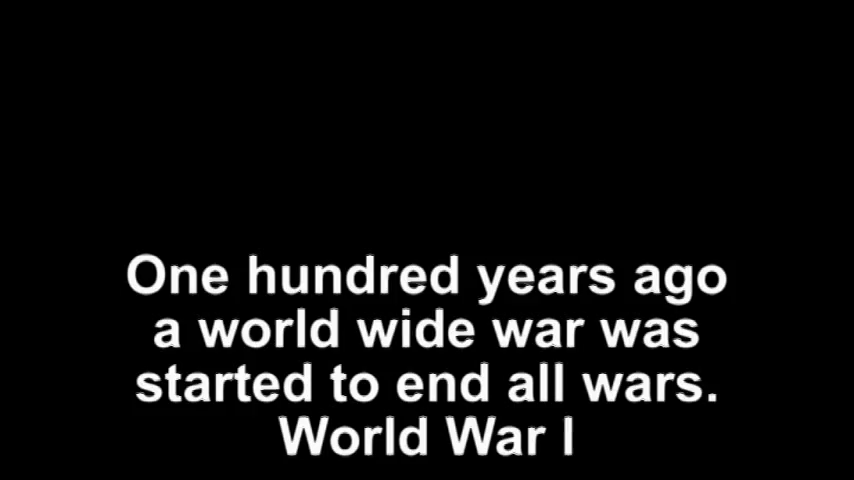 One hundred years ago
a world wide war was
started to end all wars.
World War I